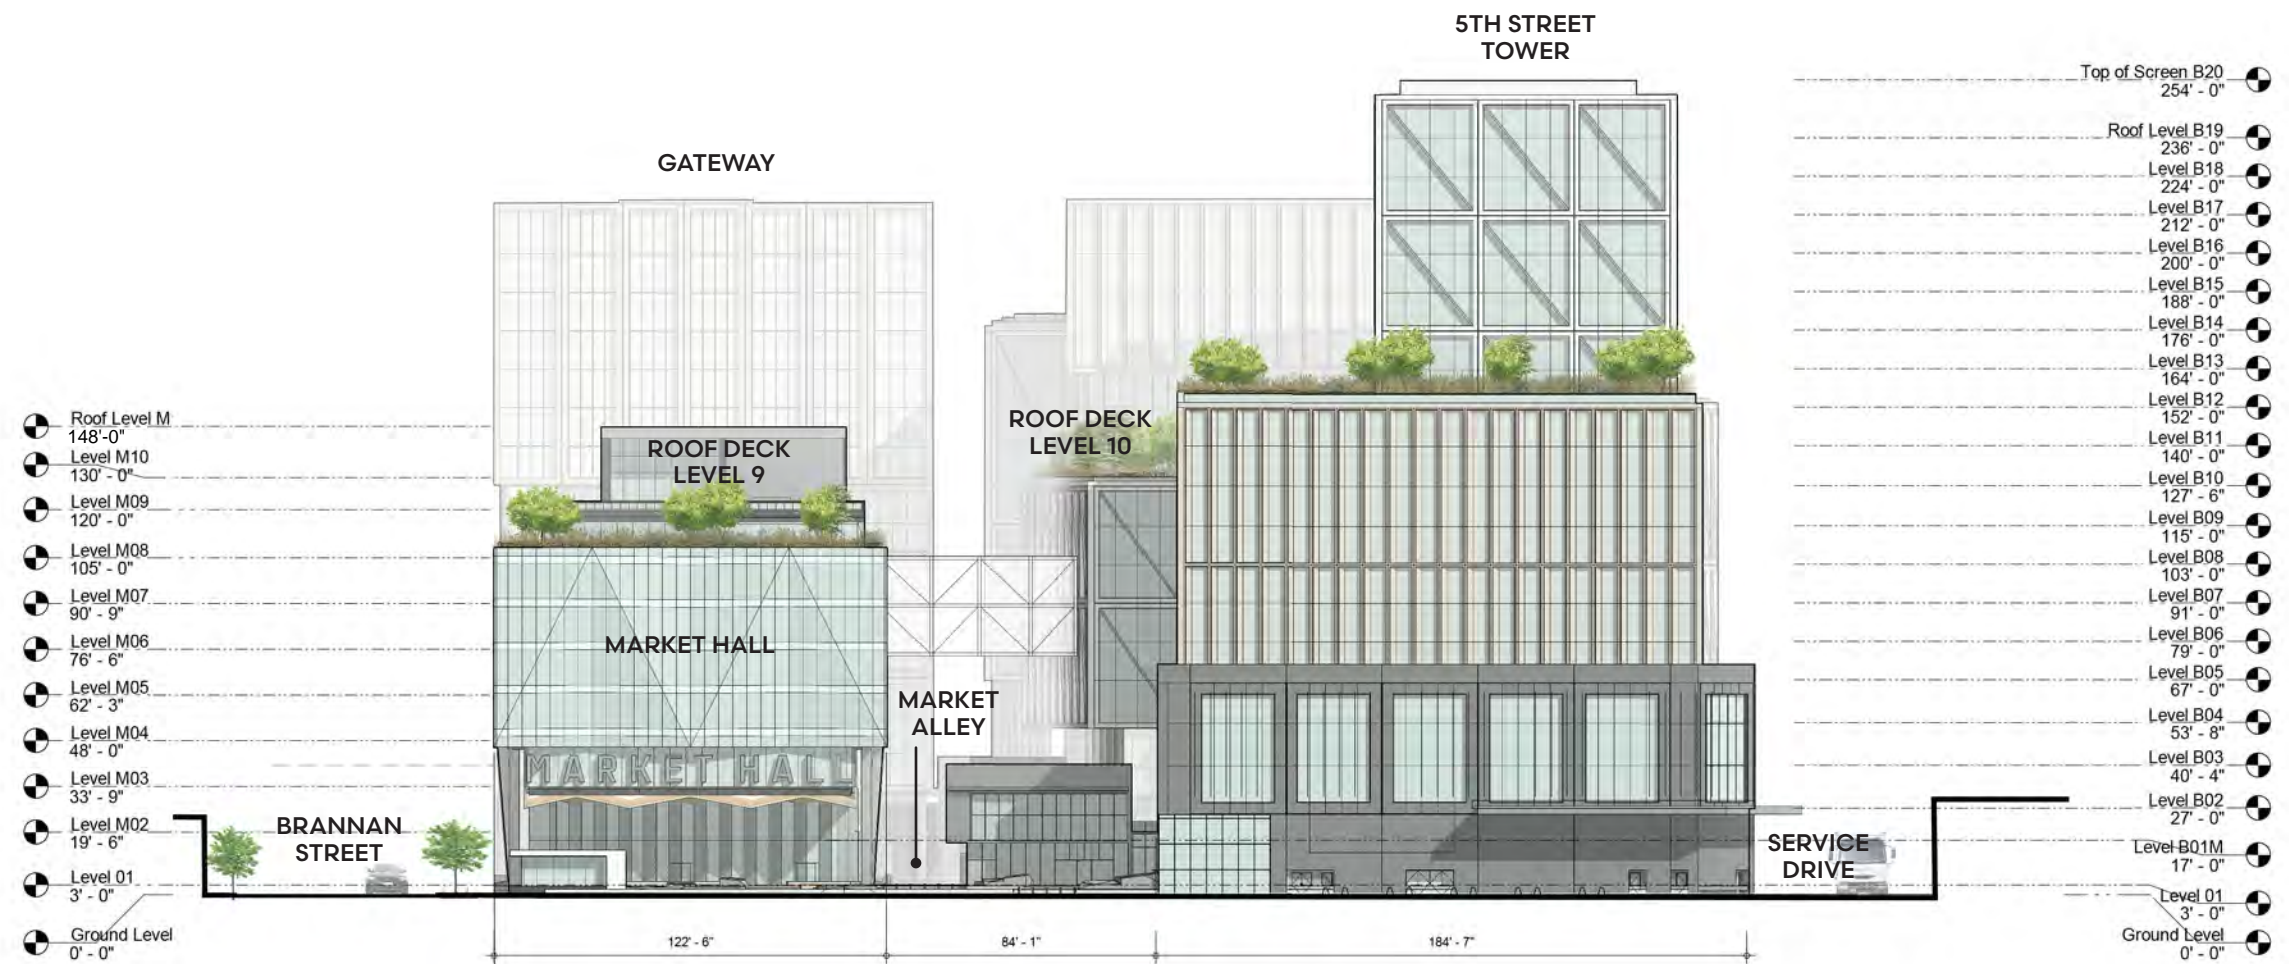 5TH STREET
TOWER
GATEWAY
Roof Level M
148'-0"
Level M10
130' - 0"
Level M09
120' - 0"
Level M08
105' - 0"
Level M07
90' - 9"
Level M06
76' - 6"
Level M05
62' - 3"
Level M04
48' - 0"
Level M03
33' - 9"
Level M02
19' - 6"
Level 01
3' - 0"
Ground Level
0' - 0"
BRANNAN
STREET
ROOF DECK
LEVEL 9
MARKET HALL
MARKET HALL
MARKET
ALLEY
ROOF DECK
LEVEL 10
SERVICE
DRIVE
122' - 6"
84' - 1"
184' - 7"
Top of Screen B20
254' - 0"
Roof Level B19
236' - 0"
Level B18
224' - 0"
Level B17
212' - 0"
Level B16
200' - 0"
Level B15
188' - 0"
Level B14
176' - 0"
Level B13
164' - 0"
Level B12
152' - 0"
Level B11
140' - 0"
Level B10
127' - 6"
Level B09
115' - 0"
Level B08
103' - 0"
Level B07
91' - 0"
Level B06
79' - 0"
Level B05
67' - 0"
Level B04
53' - 8"
Level B03
40' - 4"
Level B02
27' - 0"
Level B01M
17' - 0"
Level 01
3' - 0"
Ground Level
0' - 0"